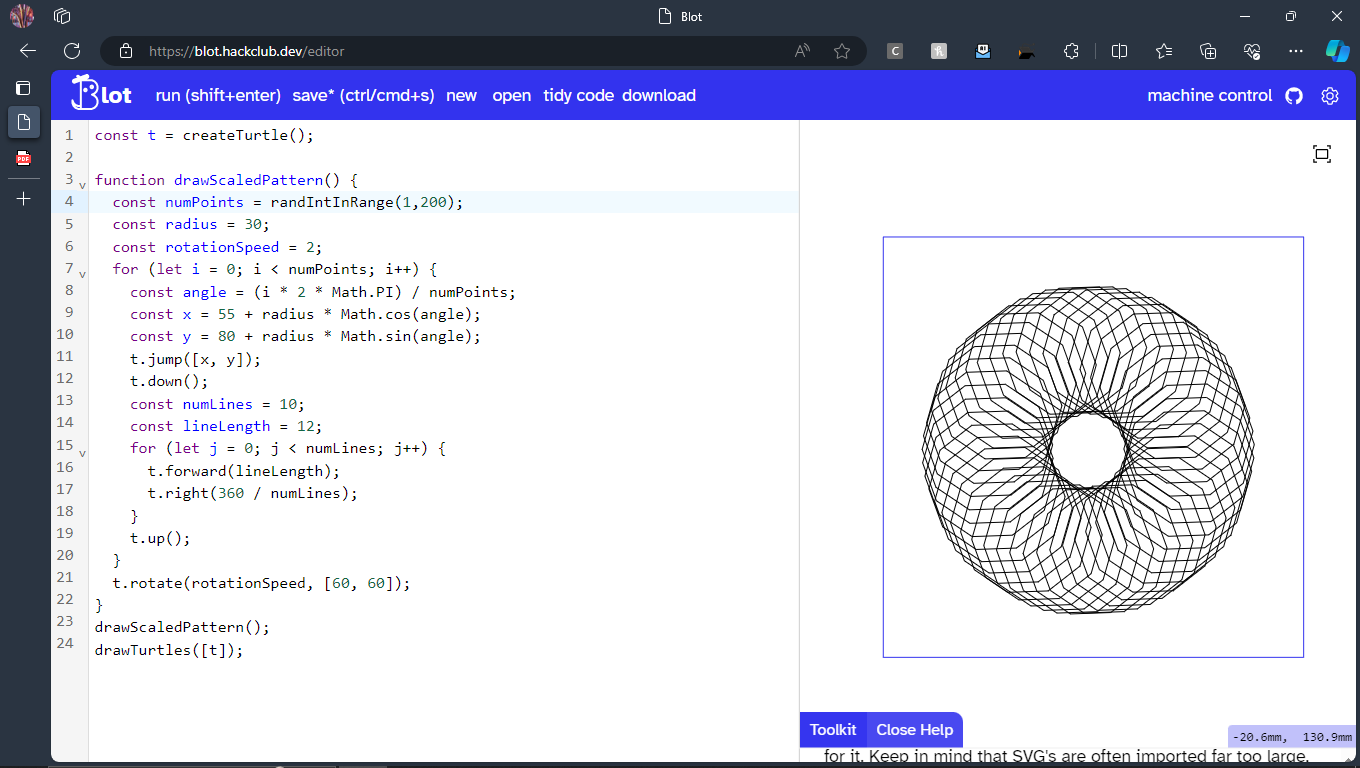 Blot
https://blot.hackclub.dev/editor
Blot run (shift+enter) save* (ctrl/cmd+s) new open tidy code download machine control
1 const t = createTurtle();
2
3 function drawScaledPattern() {
4 const numPoints = randIntInRange(1,200);
5 const radius = 30;
6 const rotationSpeed = 2;
7 for (let i = 0; i < numPoints; i++) {
8 const angle = (i * 2 * Math.PI) / numPoints;
9 const x = 55 + radius * Math.cos(angle);
10 const y = 80 + radius * Math.sin(angle);
11 t.jump([x, y]);
12 t.down();
13 const numLines = 10;
14 const lineLength = 12;
15 for (let j = 0; j < numLines; j++) {
16 t.forward(lineLength);
17 t.right(360 / numLines);
18 }
19 t.up();
20 }
21 t.rotate(rotationSpeed, [60, 60]);
22 }
23 drawScaledPattern();
24 drawTurtles([t]);
Toolkit Close Help
-20.6mm, 130.9mm
for it. Keep in mind that SVG's are often imported far too large.